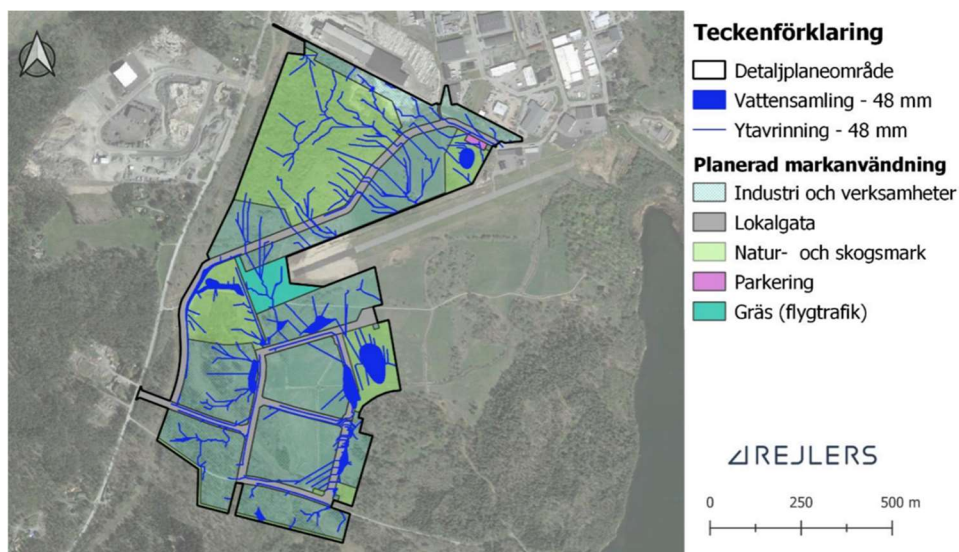 Teckenförklaring
Detaljplaneområde
Vattensamling - 48 mm
Ytavrinning - 48 mm
Planerad markanvändning
Industri och verksamheter
Lokalgata
Natur- och skogsmark
Parkering
Gräs (flygtrafik)
REJLERS
0 250 500 m